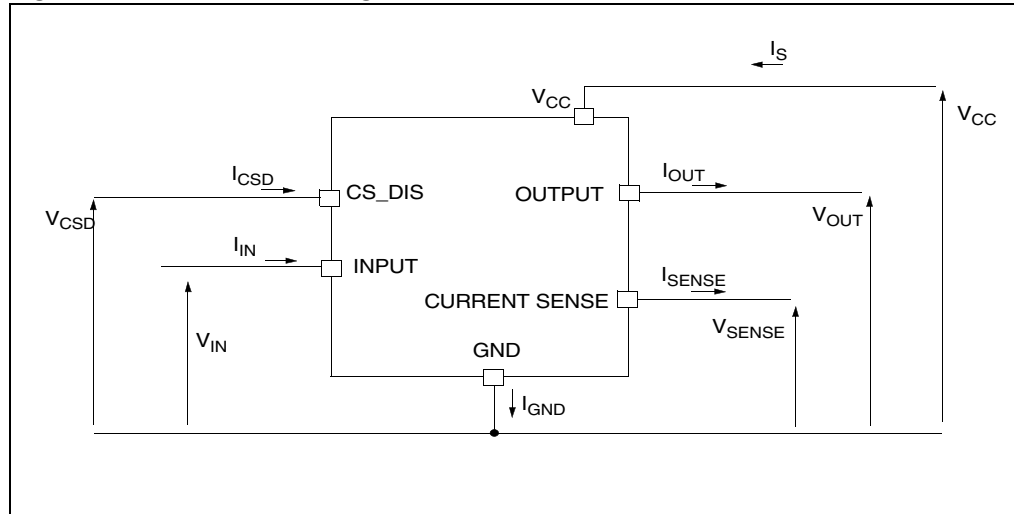 I_S
V_CC
V_CC
I_CSD
CS_DIS
OUTPUT
I_OUT
V_CSD
V_OUT
I_IN
INPUT
I_SENSE
CURRENT SENSE
V_IN
V_SENSE
GND
I_GND